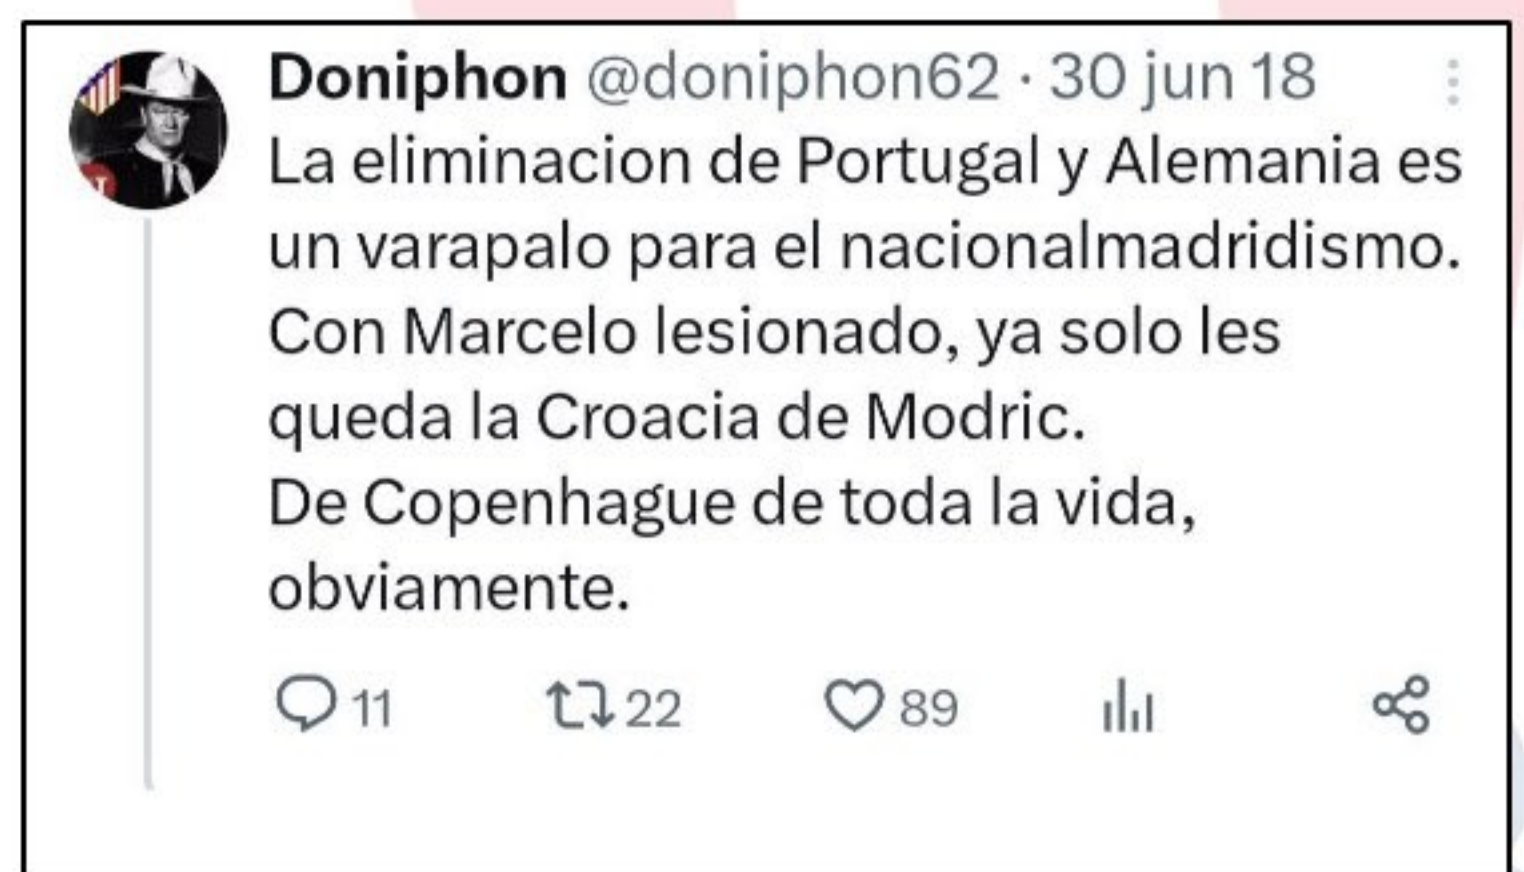 Doniphon @doniphon62 · 30 jun 18
La eliminacion de Portugal y Alemania es
un varapalo para el nacionalmadridismo.
Con Marcelo lesionado, ya solo les
queda la Croacia de Modric.
De Copenhague de toda la vida,
obviamente.
11 22 89